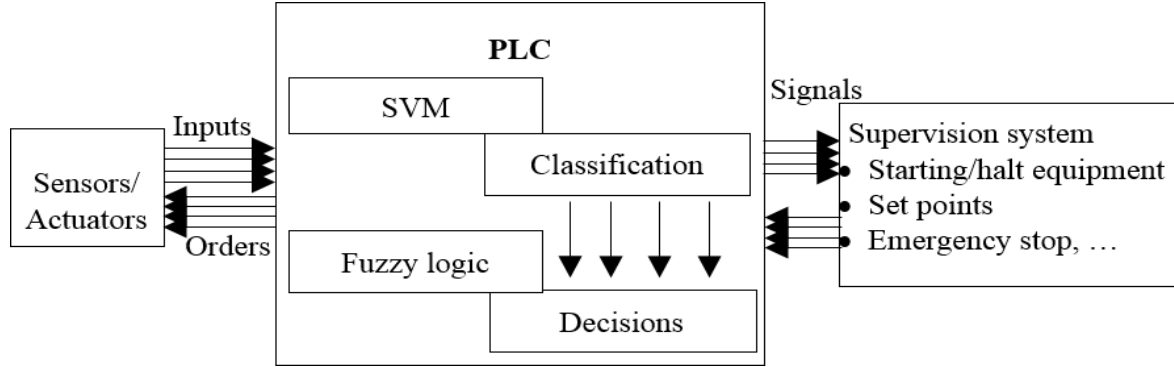 PLC
SVM
Classification
Fuzzy logic
Decisions
Inputs
Sensors/
Actuators
Orders
Signals
Supervision system
• Starting/halt equipment
• Set points
• Emergency stop, …